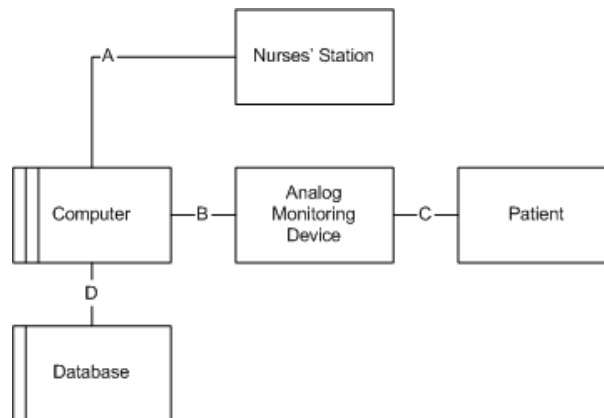 A
Nurses' Station
Computer
B
Analog
Monitoring
Device
C
Patient
D
Database